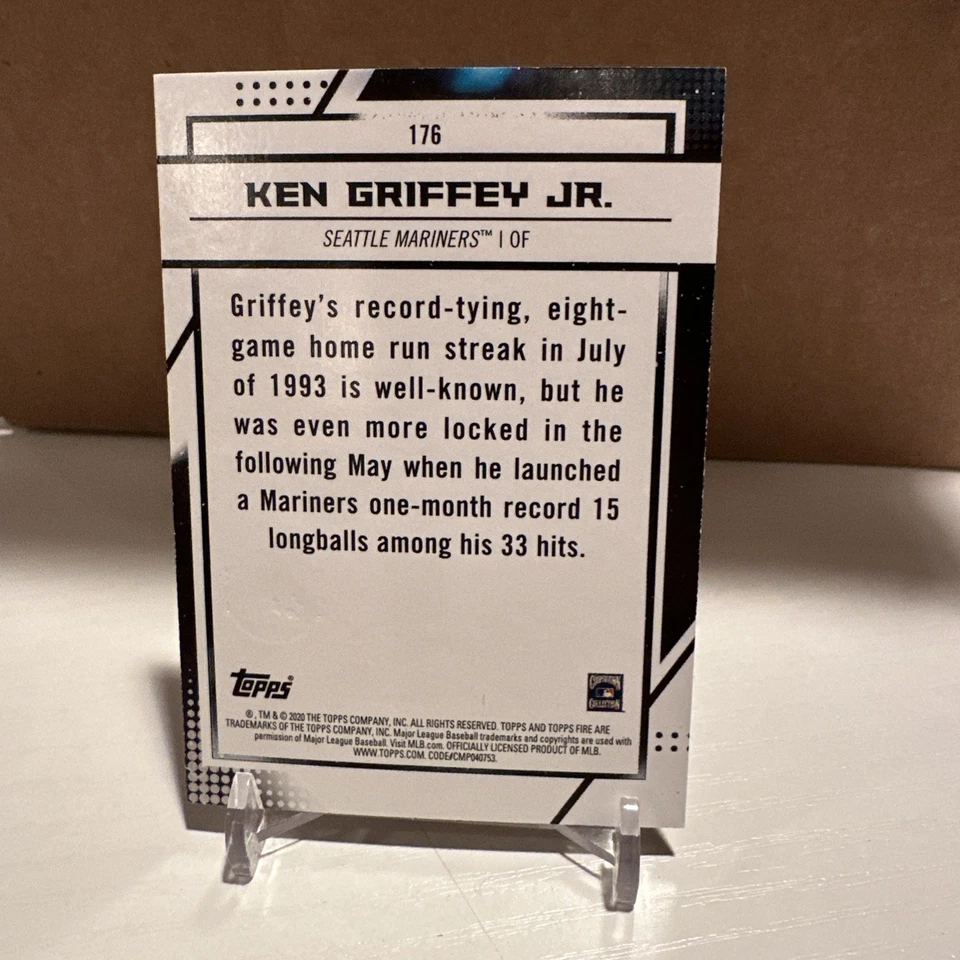 176
KEN GRIFFEY JR.
SEATTLE MARINERS™ | OF
Griffey's record-tying, eight-
game home run streak in July
of 1993 is well-known, but he
was even more locked in the
following May when he launched
a Mariners one-month record 15
longballs among his 33 hits.
topps®
COOPERSTOWN
COLLECTION
®, TM & © 2020 THE TOPPS COMPANY, INC. ALL RIGHTS RESERVED. TOPPS AND TOPPS FIRE ARE
TRADEMARKS OF THE TOPPS COMPANY, INC. Major League Baseball trademarks and copyrights are used with
permission of Major League Baseball. Visit MLB.com. OFFICIALLY LICENSED PRODUCT OF MLB.
WWW.TOPPS.COM. CODE#CMP040753.